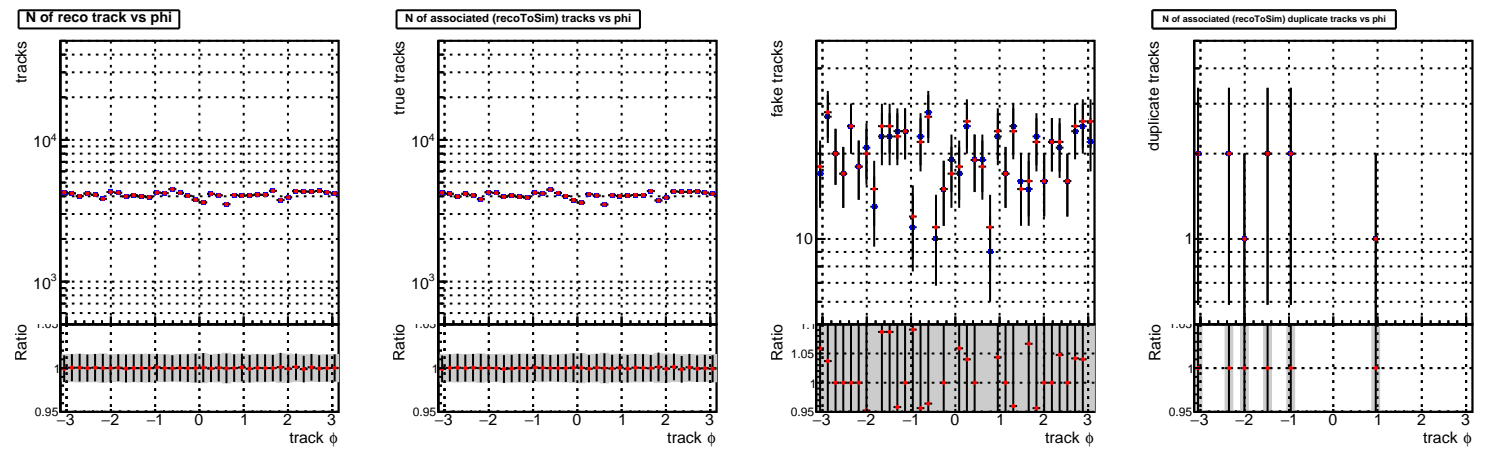 N of reco track vs phi
tracks
10⁴
10³
Ratio
1
0.95
−3 −2 −1 0 1 2 3
track ϕ
N of associated (recoToSim) tracks vs phi
true tracks
10⁴
10³
Ratio
1
0.95
−3 −2 −1 0 1 2 3
track ϕ
fake tracks
10
Ratio
1.1
1.05
1
0.95
−3 −2 −1 0 1 2 3
track ϕ
N of associated (recoToSim) duplicate tracks vs phi
duplicate tracks
1
Ratio
1
0.95
−3 −2 −1 0 1 2 3
track ϕ